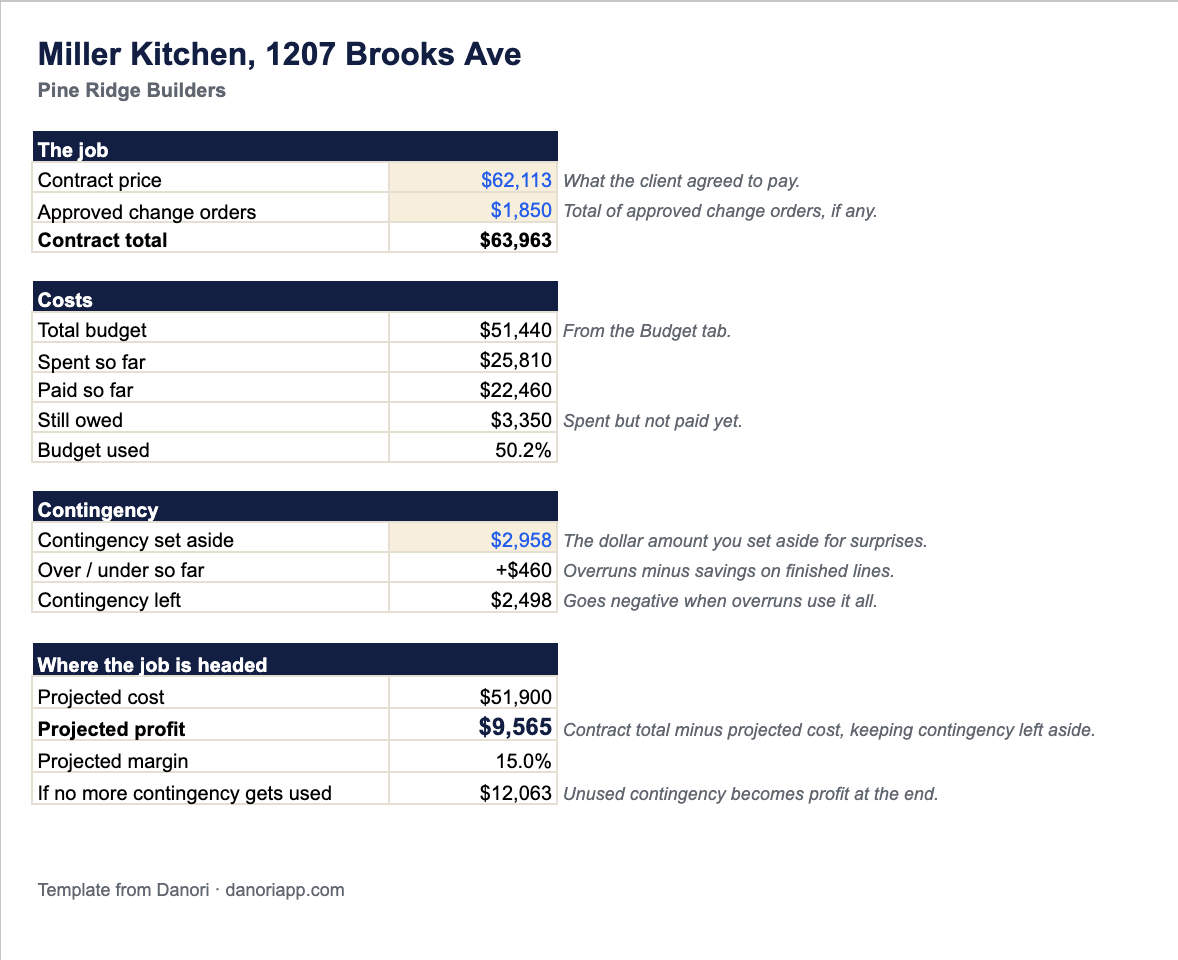 Miller Kitchen, 1207 Brooks Ave
Pine Ridge Builders
The job
Contract price $62,113 What the client agreed to pay.
Approved change orders $1,850 Total of approved change orders, if any.
Contract total $63,963
Costs
Total budget $51,440 From the Budget tab.
Spent so far $25,810
Paid so far $22,460
Still owed $3,350 Spent but not paid yet.
Budget used 50.2%
Contingency
Contingency set aside $2,958 The dollar amount you set aside for surprises.
Over / under so far +$460 Overruns minus savings on finished lines.
Contingency left $2,498 Goes negative when overruns use it all.
Where the job is headed
Projected cost $51,900
Projected profit $9,565 Contract total minus projected cost, keeping contingency left aside.
Projected margin 15.0%
If no more contingency gets used $12,063 Unused contingency becomes profit at the end.
Template from Danori · danoriapp.com